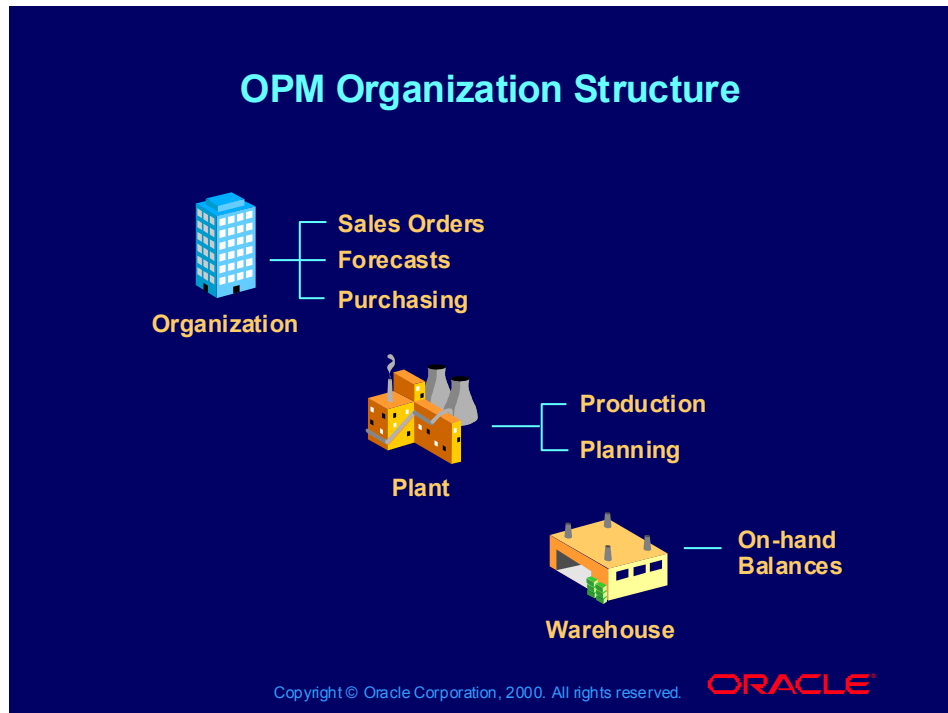 OPM Organization Structure
Sales Orders
Forecasts
Purchasing
Organization
Production
Planning
Plant
On-hand
Balances
Warehouse
Copyright © Oracle Corporation, 2000. All rights reserved.
ORACLE®